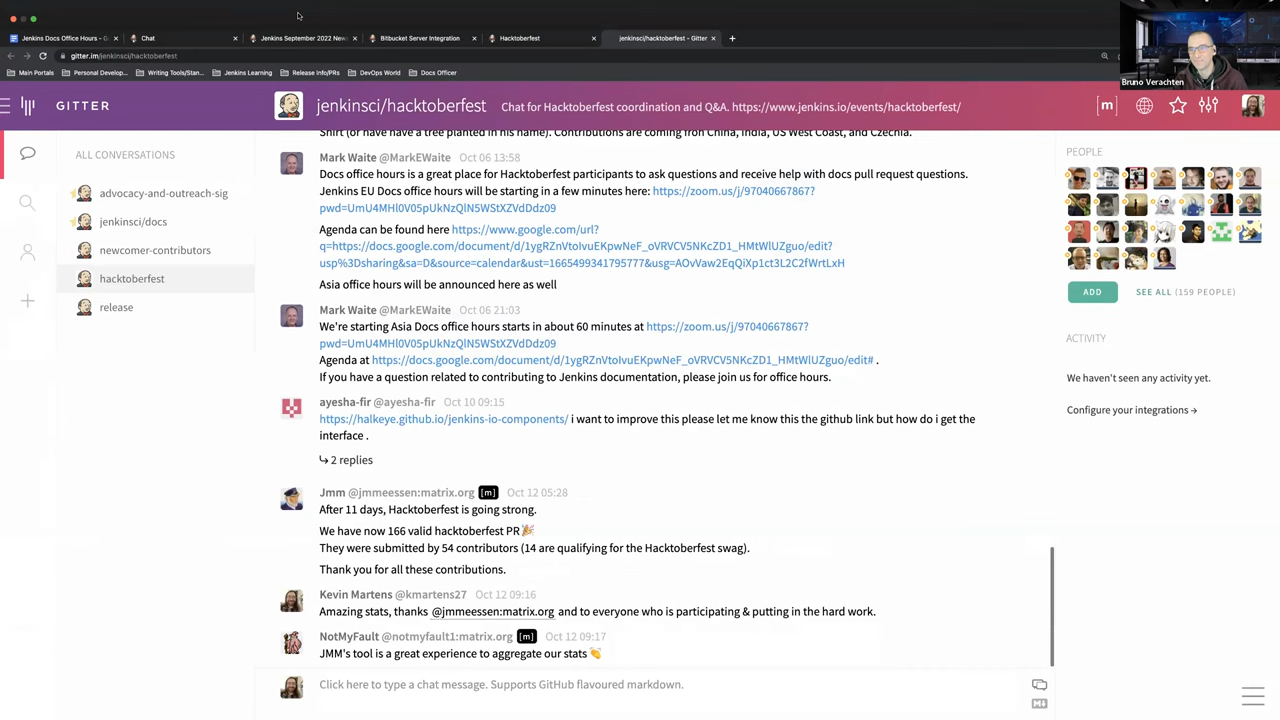 Jenkins Docs Office Hours - G
Chat
Jenkins September 2022 New
Bitbucket Server Integration
Hacktoberfest
jenkinsci/hacktoberfest - Gitter
gitter.im/jenkinsci/hacktoberfest
Main Portals
Personal Develop...
Writing Tools/Stan...
Jenkins Learning
Release Info/PRs
DevOps World
Docs Officer
Bruno Verachten
GITTER
jenkinsci/hacktoberfest
Chat for Hacktoberfest coordination and Q&A. https://www.jenkins.io/events/hacktoberfest/
[m]
ALL CONVERSATIONS
advocacy-and-outreach-sig
jenkinsci/docs
newcomer-contributors
hacktoberfest
release
Shirt (or have have a tree planted in his name). Contributions are coming from China, India, US West Coast, and Czechia.
Mark Waite @MarkEWaite Oct 06 13:58
Docs office hours is a great place for Hacktoberfest participants to ask questions and receive help with docs pull request questions.
Jenkins EU Docs office hours will be starting in a few minutes here: https://zoom.us/j/97040667867?
pwd=UmU4MHl0V05pUkNzQlN5WStXZVdDdz09
Agenda can be found here https://www.google.com/url?
q=https://docs.google.com/document/d/1ygRZnVtoIvuEKpwNeF_oVRVCV5NKcZD1_HMtWlUZguo/edit?
usp%3Dsharing&sa=D&source=calendar&ust=1665499341795777&usg=AOvVaw2EqQiXp1ct3L2C2fWrtLxH
Asia office hours will be announced here as well
Mark Waite @MarkEWaite Oct 06 21:03
We're starting Asia Docs office hours starts in about 60 minutes at https://zoom.us/j/97040667867?
pwd=UmU4MHl0V05pUkNzQlN5WStXZVdDdz09
Agenda at https://docs.google.com/document/d/1ygRZnVtoIvuEKpwNeF_oVRVCV5NKcZD1_HMtWlUZguo/edit# .
If you have a question related to contributing to Jenkins documentation, please join us for office hours.
ayesha-fir @ayesha-fir Oct 10 09:15
https://halkeye.github.io/jenkins-io-components/ i want to improve this please let me know this the github link but how do i get the
interface .
2 replies
Jmm @jmmeessen:matrix.org [m] Oct 12 05:28
After 11 days, Hacktoberfest is going strong.
We have now 166 valid hacktoberfest PR🎉
They were submitted by 54 contributors (14 are qualifying for the Hacktoberfest swag).
Thank you for all these contributions.
Kevin Martens @kmartens27 Oct 12 09:16
Amazing stats, thanks @jmmeessen:matrix.org and to everyone who is participating & putting in the hard work.
NotMyFault @notmyfault1:matrix.org [m] Oct 12 09:17
JMM's tool is a great experience to aggregate our stats 👏
Click here to type a chat message. Supports GitHub flavoured markdown.
PEOPLE
ADD
SEE ALL (159 PEOPLE)
ACTIVITY
We haven't seen any activity yet.
Configure your integrations →